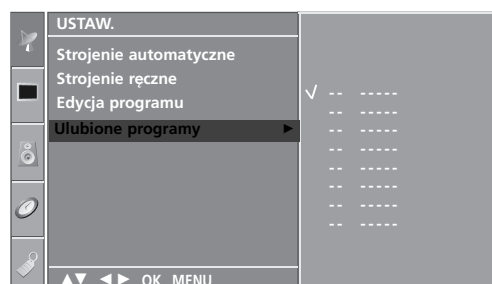 USTAW.
Strojenie automatyczne
Strojenie ręczne
Edycja programu
Ulubione programy ►
√ -- -----
-- -----
-- -----
-- -----
-- -----
-- -----
-- -----
-- -----
▲▼ ◄► OK MENU